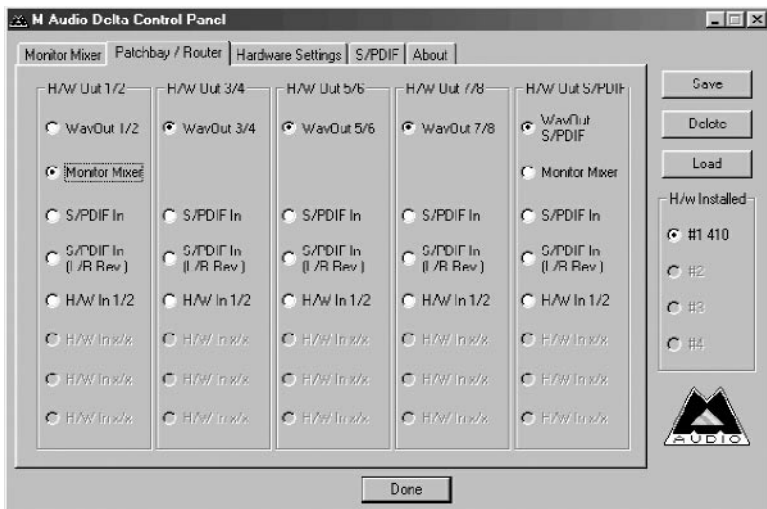 M Audio Delta Control Panel
Monitor Mixer Patchbay / Router Hardware Settings S/PDIF About
H/W Out 1/2 H/W Out 3/4 H/W Out 5/6 H/W Out 7/8 H/W Out S/PDIF
WavOut 1/2 WavOut 3/4 WavOut 5/6 WavOut 7/8 WavOut S/PDIF
Monitor Mixer Monitor Mixer
S/PDIF In S/PDIF In S/PDIF In S/PDIF In S/PDIF In
S/PDIF In S/PDIF In S/PDIF In S/PDIF In S/PDIF In
(L/R Rev.) (L/R Rev.) (L/R Rev.) (L/R Rev.) (L/R Rev.)
H/W In 1/2 H/W In 1/2 H/W In 1/2 H/W In 1/2 H/W In 1/2
H/W In x/x H/W In x/x H/W In x/x H/W In x/x H/W In x/x
H/W In x/x H/W In x/x H/W In x/x H/W In x/x H/W In x/x
H/W In x/x H/W In x/x H/W In x/x H/W In x/x H/W In x/x
Save
Delete
Load
H/w Installed
#1 410
#2
#3
#4
M
AUDIO
Done